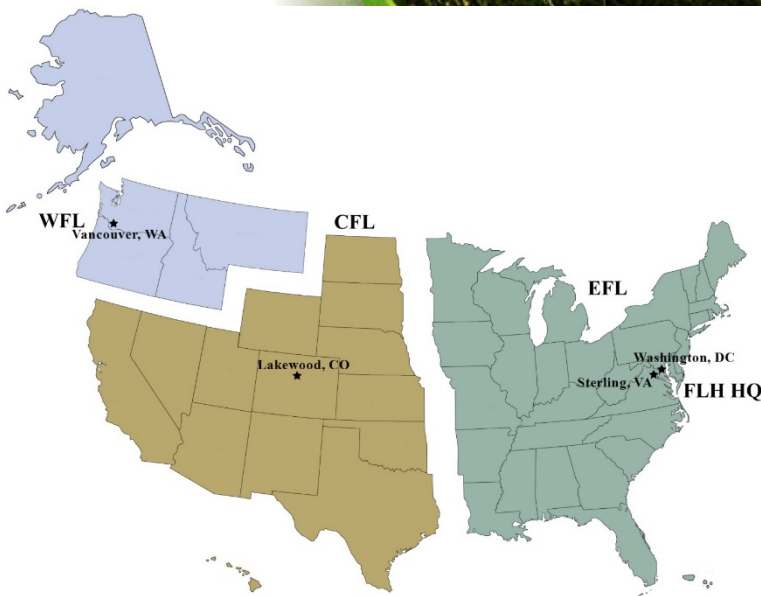 WFL
Vancouver, WA
CFL
EFL
Lakewood, CO
Washington, DC
Sterling, VA
FLH HQ